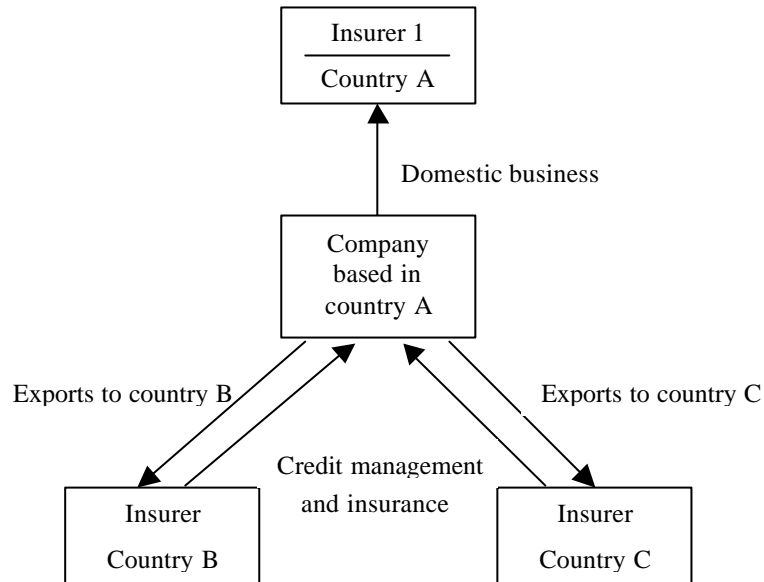 Insurer 1
Country A
Domestic business
Company
based in
country A
Exports to country B
Exports to country C
Credit management
and insurance
Insurer
Country B
Insurer
Country C